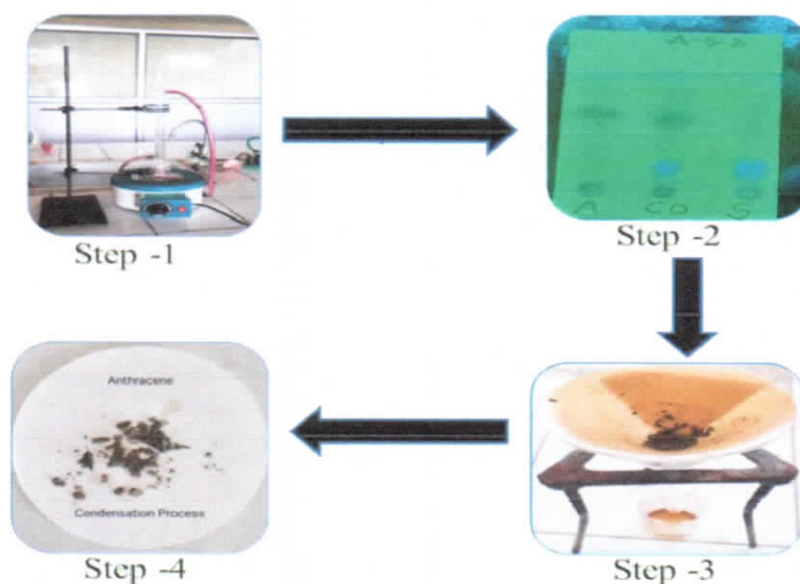 Step -1
A
CO
S
Step -2
Anthracene
Condensation Process
Step -4
Step -3